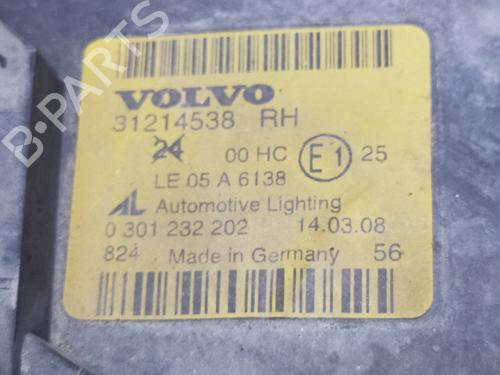 VOLVO
31214538 RH
24 00 HC E1 25
LE 05 A 6138
AL Automotive Lighting
0 301 232 202 14.03.08
824 Made in Germany 56